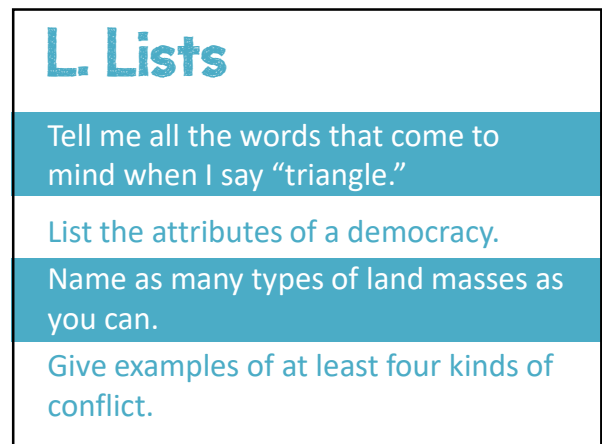 L. Lists
Tell me all the words that come to
mind when I say “triangle.”
List the attributes of a democracy.
Name as many types of land masses as
you can.
Give examples of at least four kinds of
conflict.